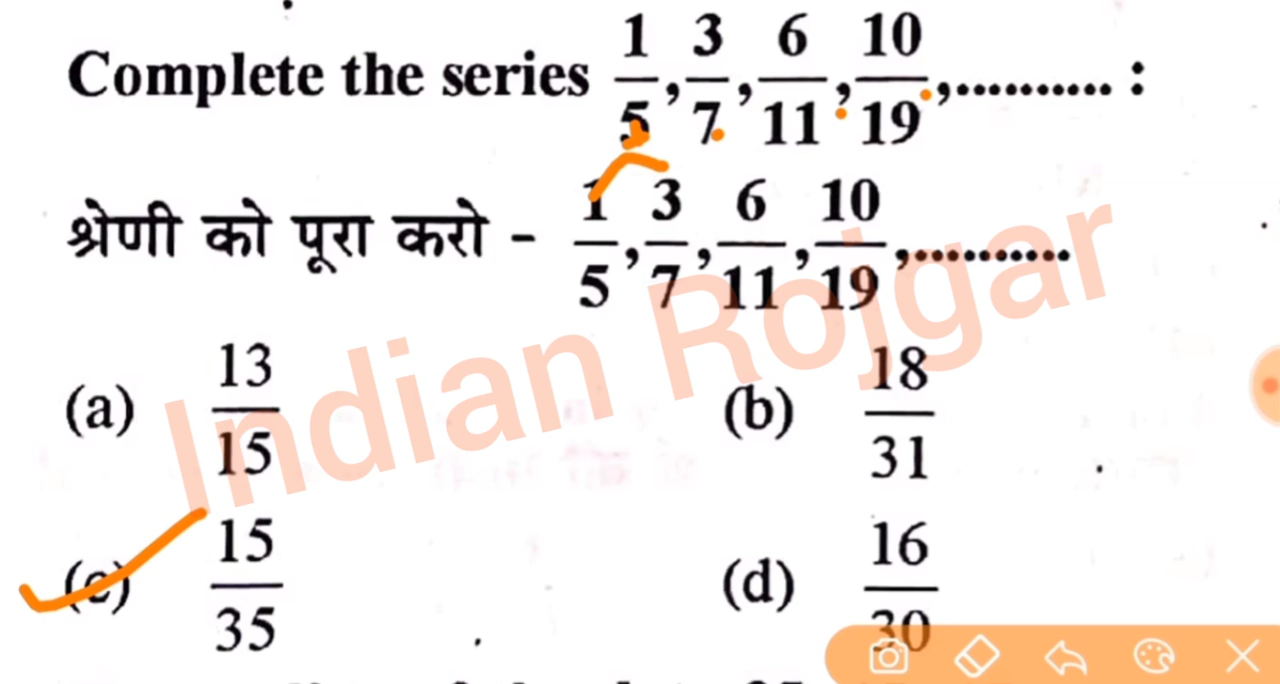 Complete the series 1/5, 3/7, 6/11, 10/19, .......... :
श्रेणी को पूरा करो - 1/5, 3/7, 6/11, 10/19, ...........
Indian Rojgar
(a) 13/15 (b) 18/31
(c) 15/35 (d) 16/30